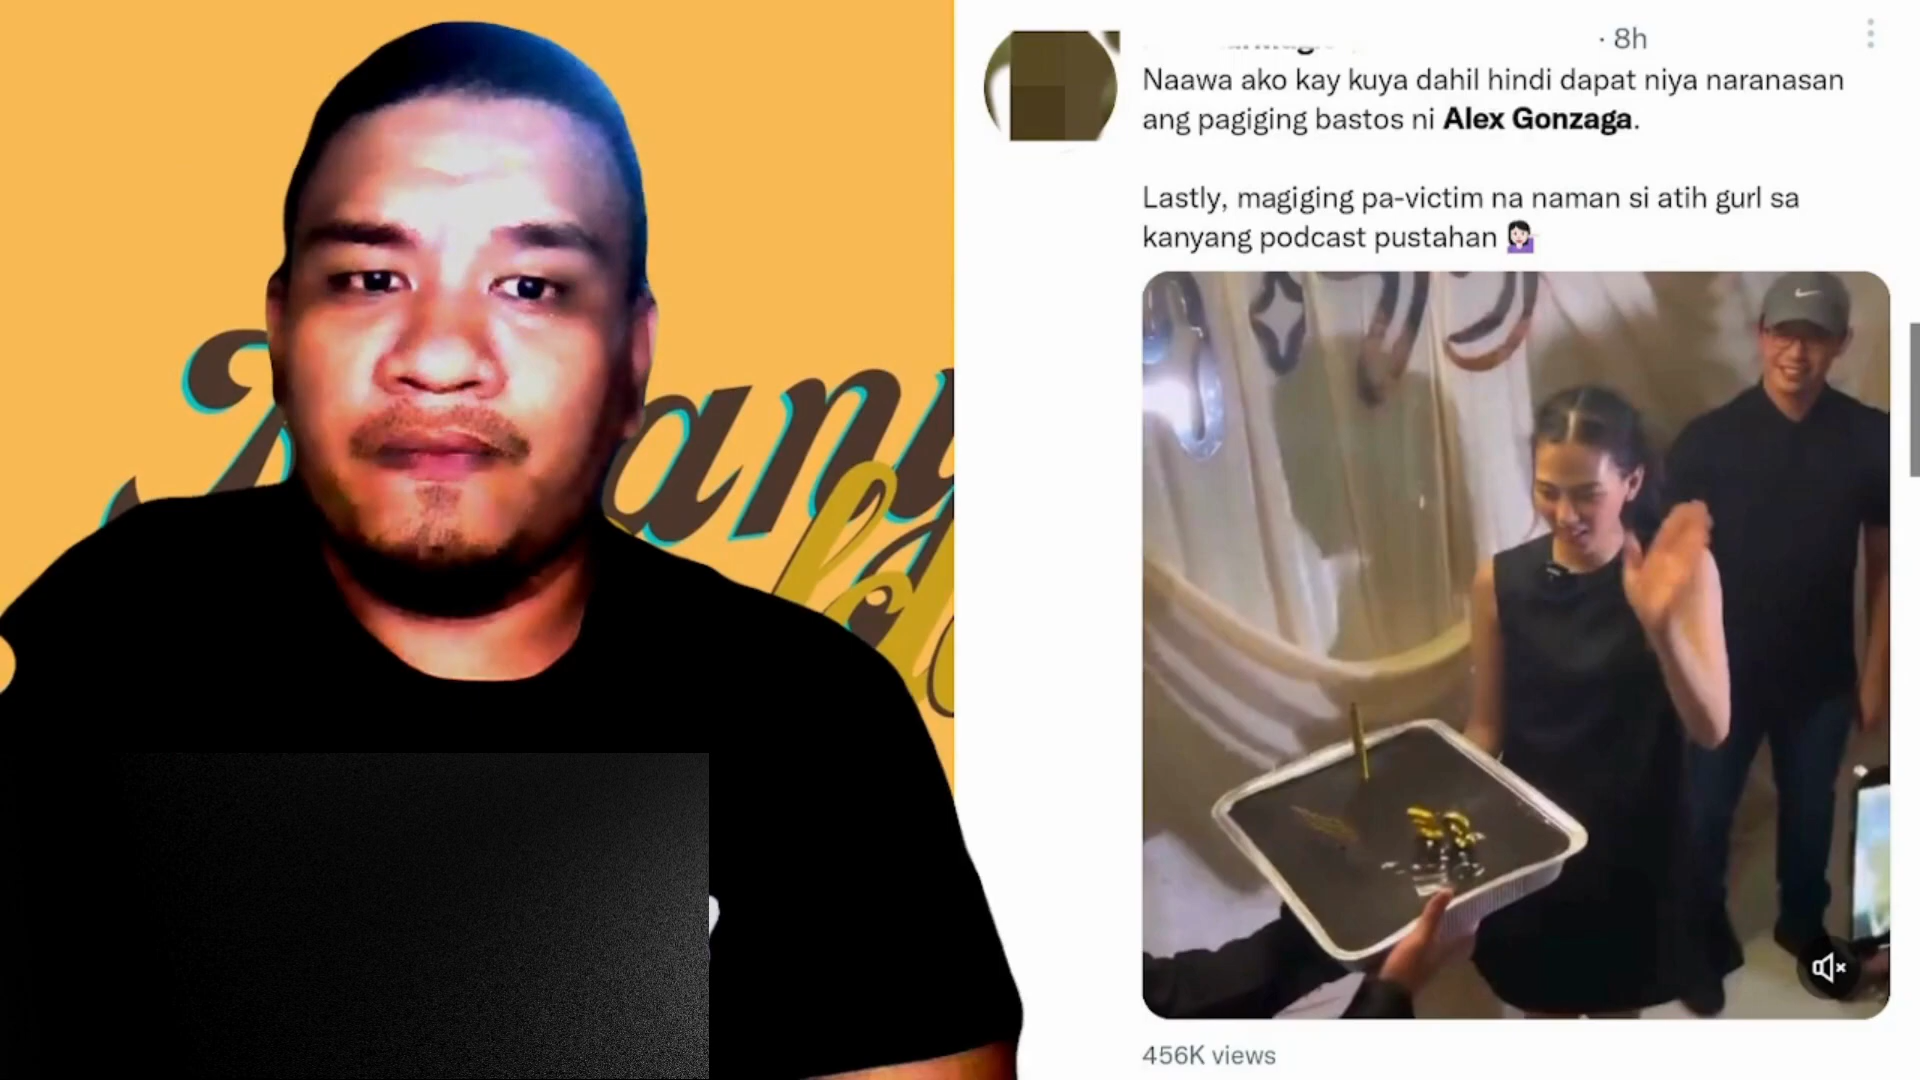 · 8h
Naawa ako kay kuya dahil hindi dapat niya naranasan
ang pagiging bastos ni Alex Gonzaga.
Lastly, magiging pa-victim na naman si atih gurl sa
kanyang podcast pustahan 💁🏻‍♀️
456K views